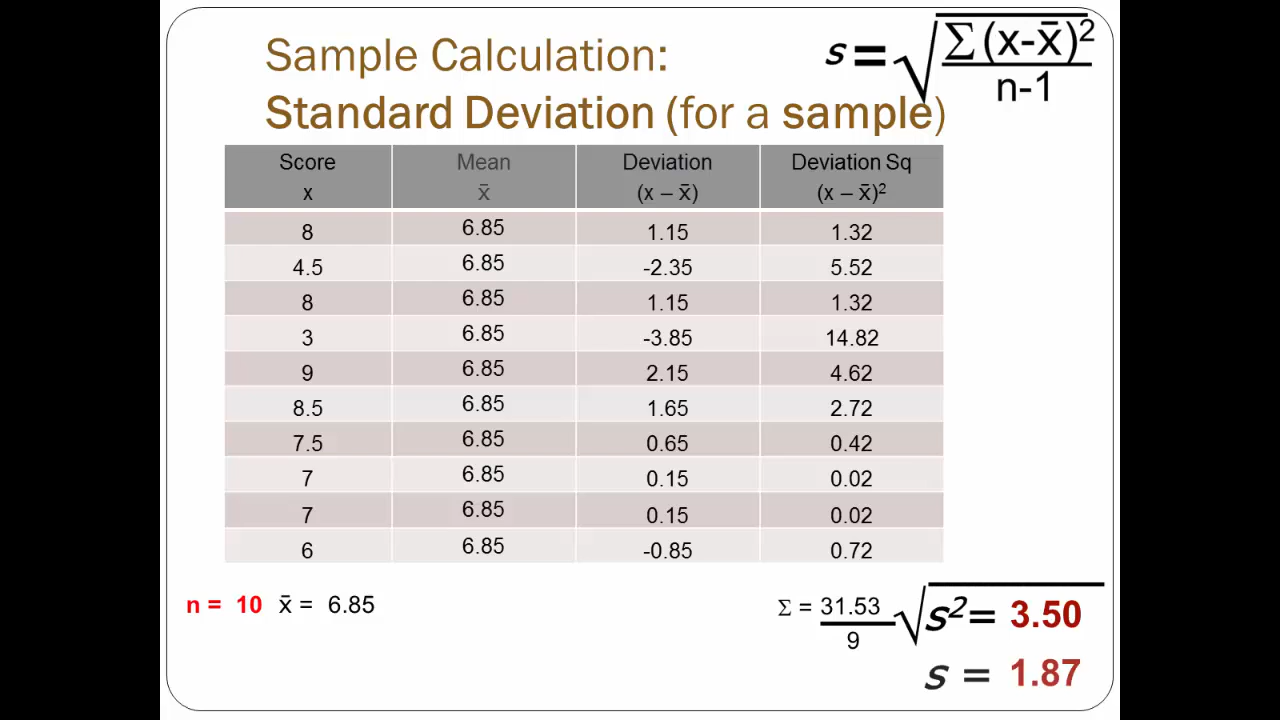 Sample Calculation:
Standard Deviation (for a sample)
s = √ Σ (x-x̄)²
n-1
Score Mean Deviation Deviation Sq
x x̄ (x – x̄) (x – x̄)²
8 6.85 1.15 1.32
4.5 6.85 -2.35 5.52
8 6.85 1.15 1.32
3 6.85 -3.85 14.82
9 6.85 2.15 4.62
8.5 6.85 1.65 2.72
7.5 6.85 0.65 0.42
7 6.85 0.15 0.02
7 6.85 0.15 0.02
6 6.85 -0.85 0.72
n = 10 x̄ = 6.85
Σ = 31.53
9
√ s² = 3.50
s = 1.87